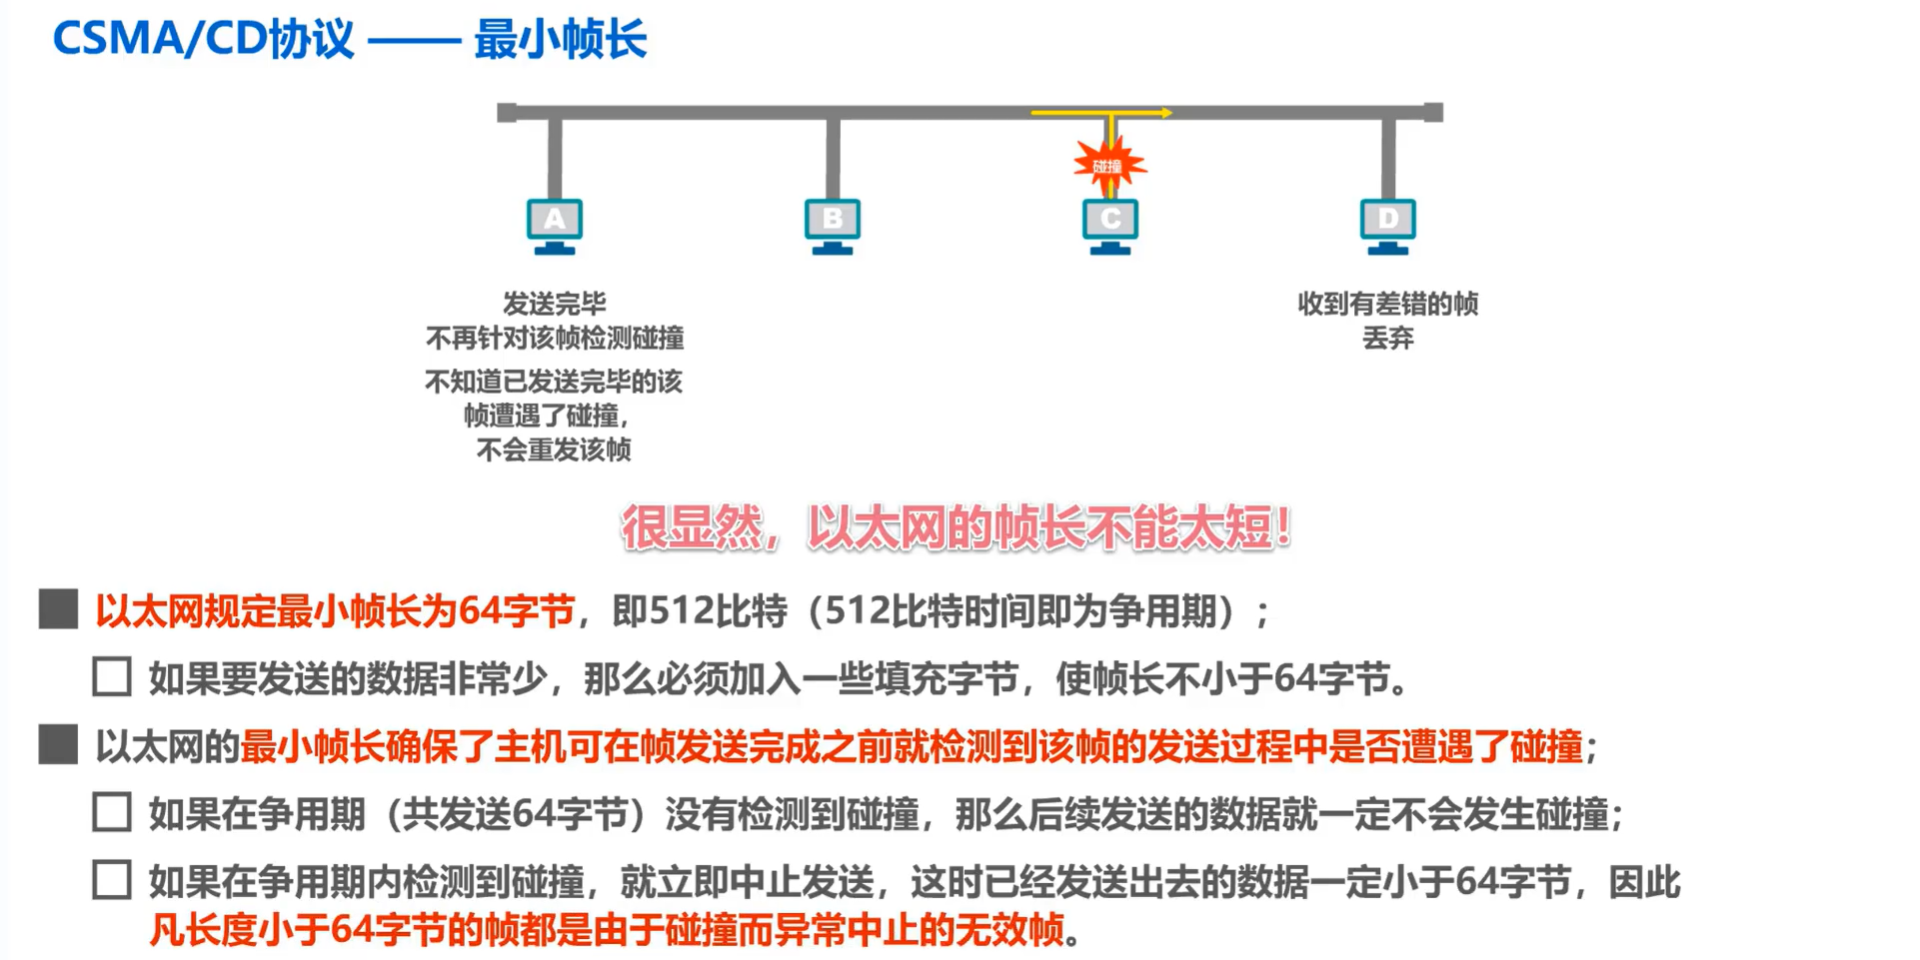 CSMA/CD协议 —— 最小帧长
碰撞
A
B
C
D
发送完毕
不再针对该帧检测碰撞
不知道已发送完毕的该
帧遭遇了碰撞，
不会重发该帧
收到有差错的帧
丢弃
很显然，以太网的帧长不能太短！
以太网规定最小帧长为64字节，即512比特（512比特时间即为争用期）；
如果要发送的数据非常少，那么必须加入一些填充字节，使帧长不小于64字节。
以太网的最小帧长确保了主机可在帧发送完成之前就检测到该帧的发送过程中是否遭遇了碰撞；
如果在争用期（共发送64字节）没有检测到碰撞，那么后续发送的数据就一定不会发生碰撞；
如果在争用期内检测到碰撞，就立即中止发送，这时已经发送出去的数据一定小于64字节，因此
凡长度小于64字节的帧都是由于碰撞而异常中止的无效帧。